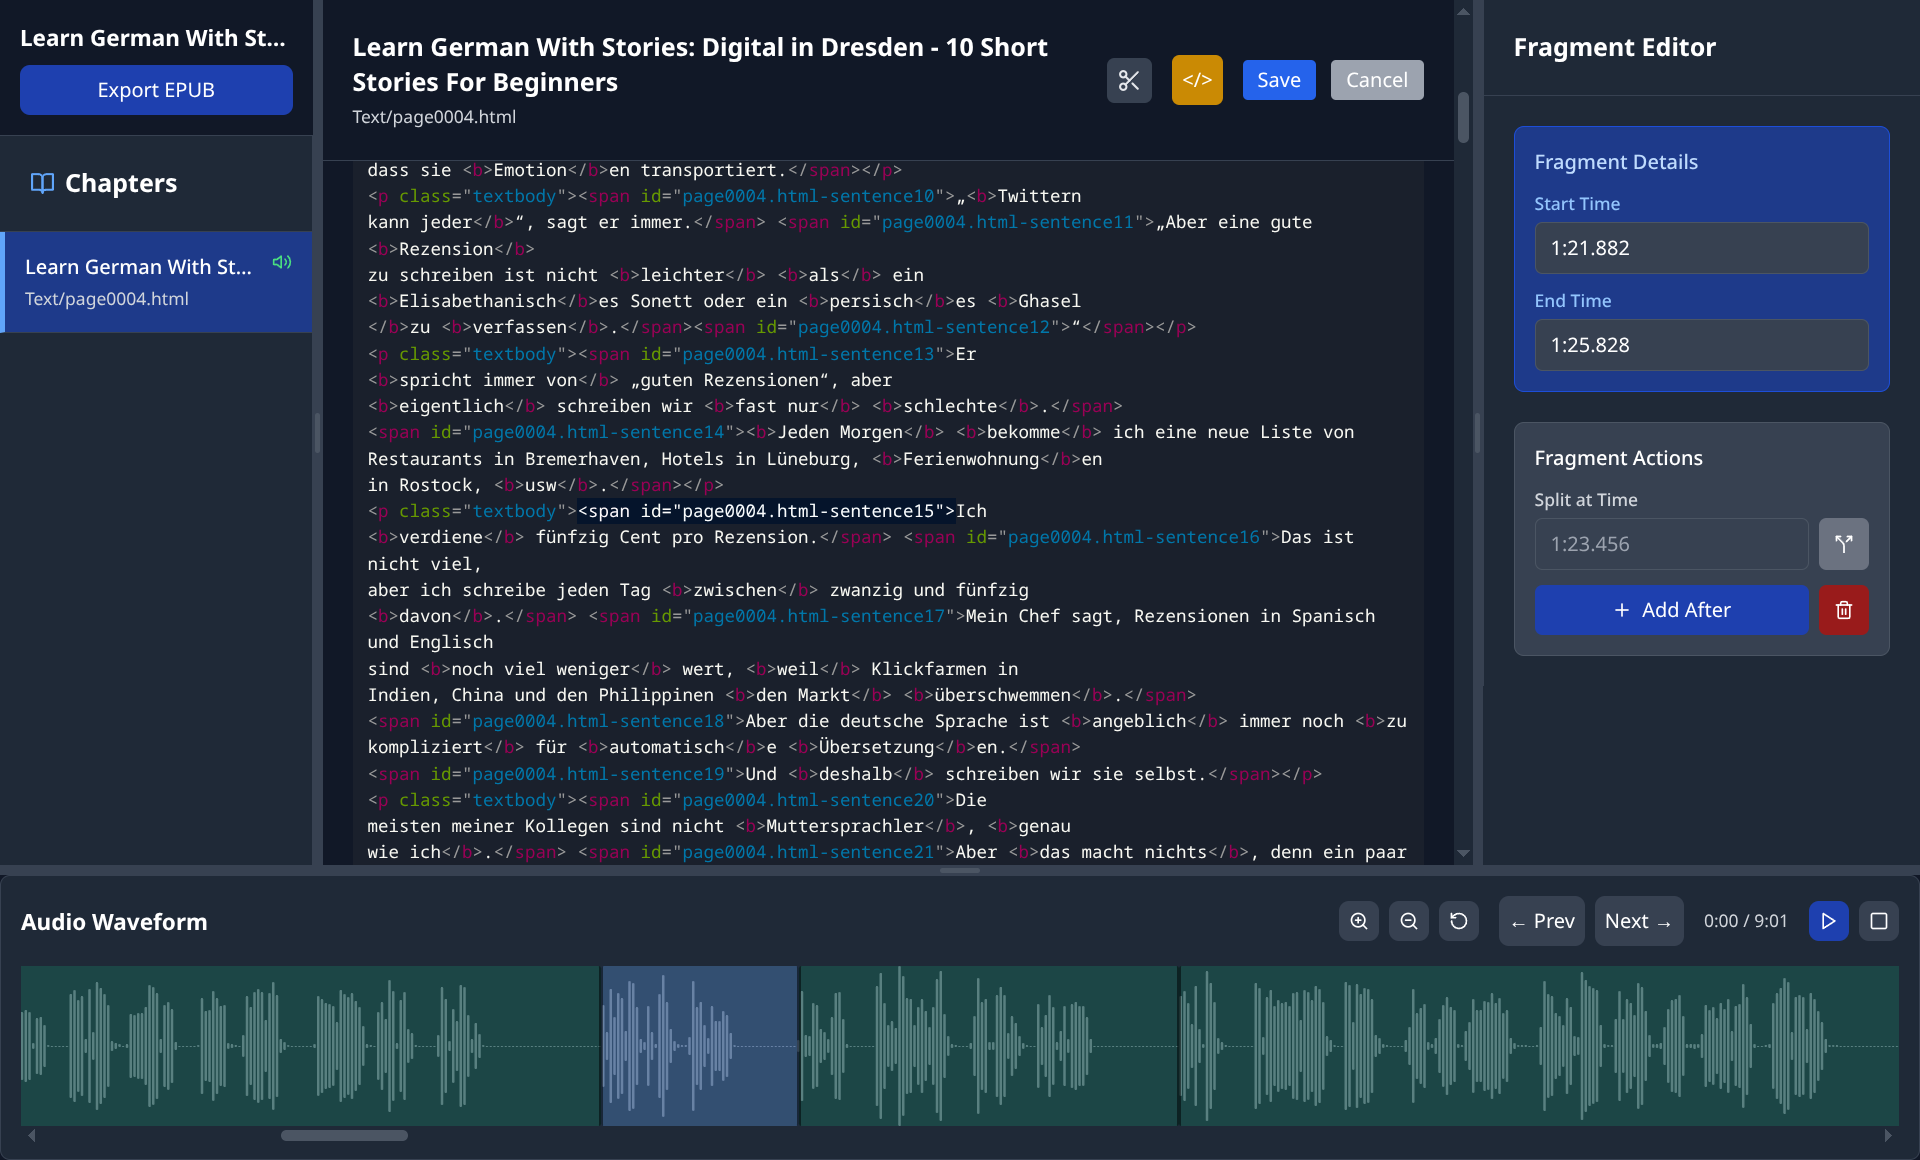 Learn German With St...
Export EPUB
Chapters
Learn German With St...
Text/page0004.html
Learn German With Stories: Digital in Dresden - 10 Short
Stories For Beginners
Text/page0004.html
</>
Save
Cancel
dass sie <b>Emotion</b>en transportiert.</span></p>
<p class="textbody"><span id="page0004.html-sentence10">„<b>Twittern
kann jeder</b>“, sagt er immer.</span> <span id="page0004.html-sentence11">„Aber eine gute
<b>Rezension</b>
zu schreiben ist nicht <b>leichter</b> <b>als</b> ein
<b>Elisabethanisch</b>es Sonett oder ein <b>persisch</b>es <b>Ghasel
</b>zu <b>verfassen</b>.</span><span id="page0004.html-sentence12">“</span></p>
<p class="textbody"><span id="page0004.html-sentence13">Er
<b>spricht immer von</b> „guten Rezensionen“, aber
<b>eigentlich</b> schreiben wir <b>fast nur</b> <b>schlechte</b>.</span>
<span id="page0004.html-sentence14"><b>Jeden Morgen</b> <b>bekomme</b> ich eine neue Liste von
Restaurants in Bremerhaven, Hotels in Lüneburg, <b>Ferienwohnung</b>en
in Rostock, <b>usw</b>.</span></p>
<p class="textbody"><span id="page0004.html-sentence15">Ich
<b>verdiene</b> fünfzig Cent pro Rezension.</span> <span id="page0004.html-sentence16">Das ist
nicht viel,
aber ich schreibe jeden Tag <b>zwischen</b> zwanzig und fünfzig
<b>davon</b>.</span> <span id="page0004.html-sentence17">Mein Chef sagt, Rezensionen in Spanisch
und Englisch
sind <b>noch viel weniger</b> wert, <b>weil</b> Klickfarmen in
Indien, China und den Philippinen <b>den Markt</b> <b>überschwemmen</b>.</span>
<span id="page0004.html-sentence18">Aber die deutsche Sprache ist <b>angeblich</b> immer noch <b>zu
kompliziert</b> für <b>automatisch</b>e <b>Übersetzung</b>en.</span>
<span id="page0004.html-sentence19">Und <b>deshalb</b> schreiben wir sie selbst.</span></p>
<p class="textbody"><span id="page0004.html-sentence20">Die
meisten meiner Kollegen sind nicht <b>Muttersprachler</b>, <b>genau
wie ich</b>.</span> <span id="page0004.html-sentence21">Aber <b>das macht nichts</b>, denn ein paar
Fragment Editor
Fragment Details
Start Time
1:21.882
End Time
1:25.828
Fragment Actions
Split at Time
1:23.456
+ Add After
Audio Waveform
← Prev
Next →
0:00 / 9:01